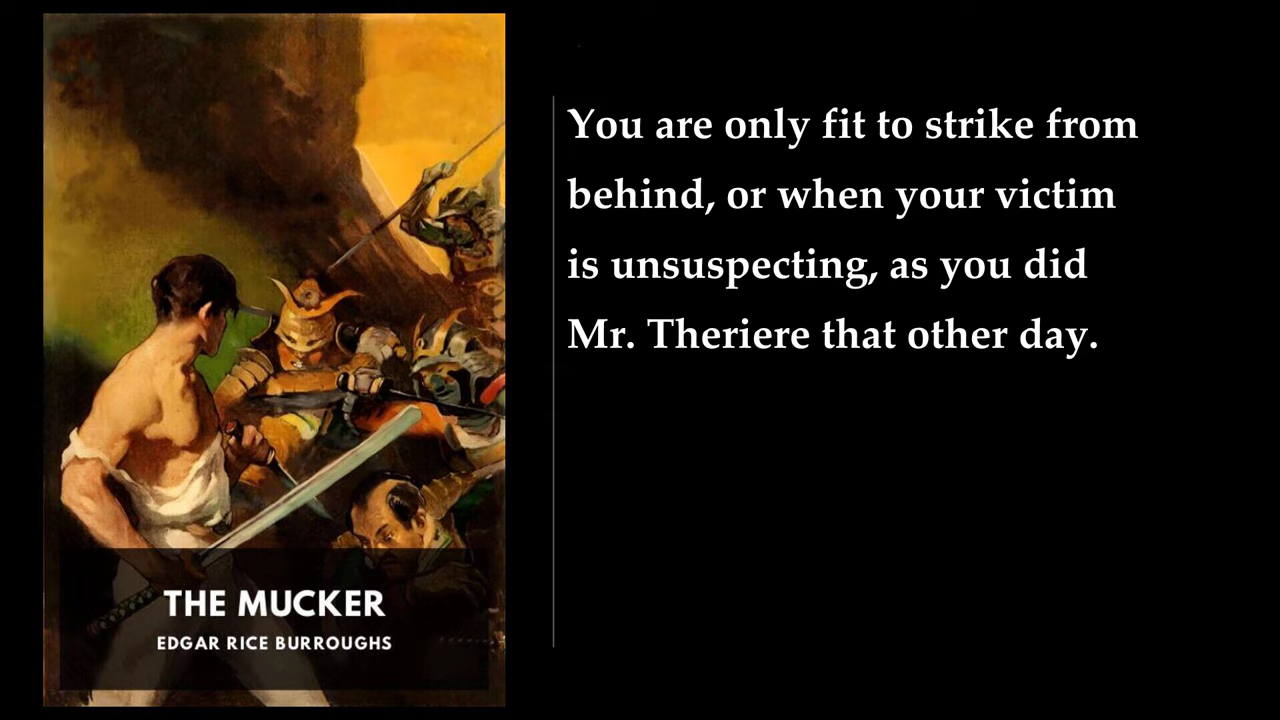 THE MUCKER
EDGAR RICE BURROUGHS
You are only fit to strike from
behind, or when your victim
is unsuspecting, as you did
Mr. Theriere that other day.